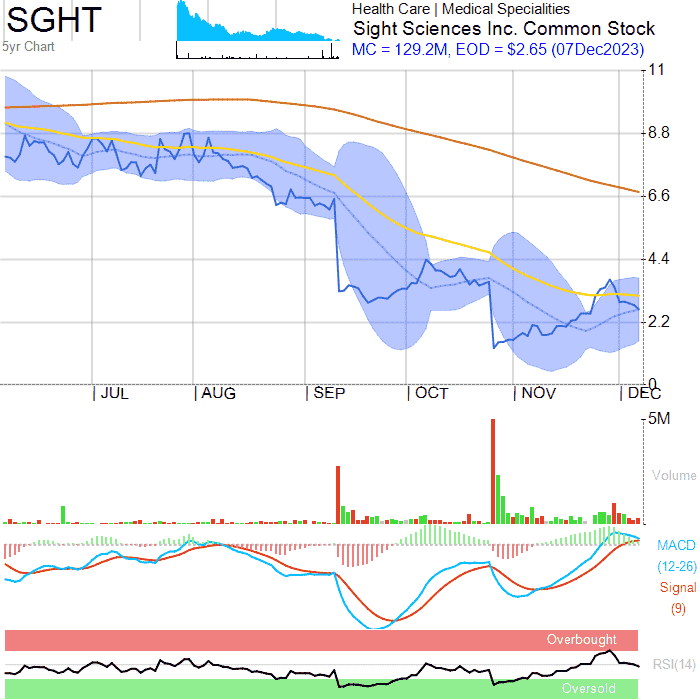 SGHT
5yr Chart
Health Care | Medical Specialities
Sight Sciences Inc. Common Stock
MC = 129.2M, EOD = $2.65 (07Dec2023)
11
8.8
6.6
4.4
2.2
0
JUL
AUG
SEP
OCT
NOV
DEC
5M
Volume
MACD
(12-26)
Signal
(9)
Overbought
RSI(14)
Oversold